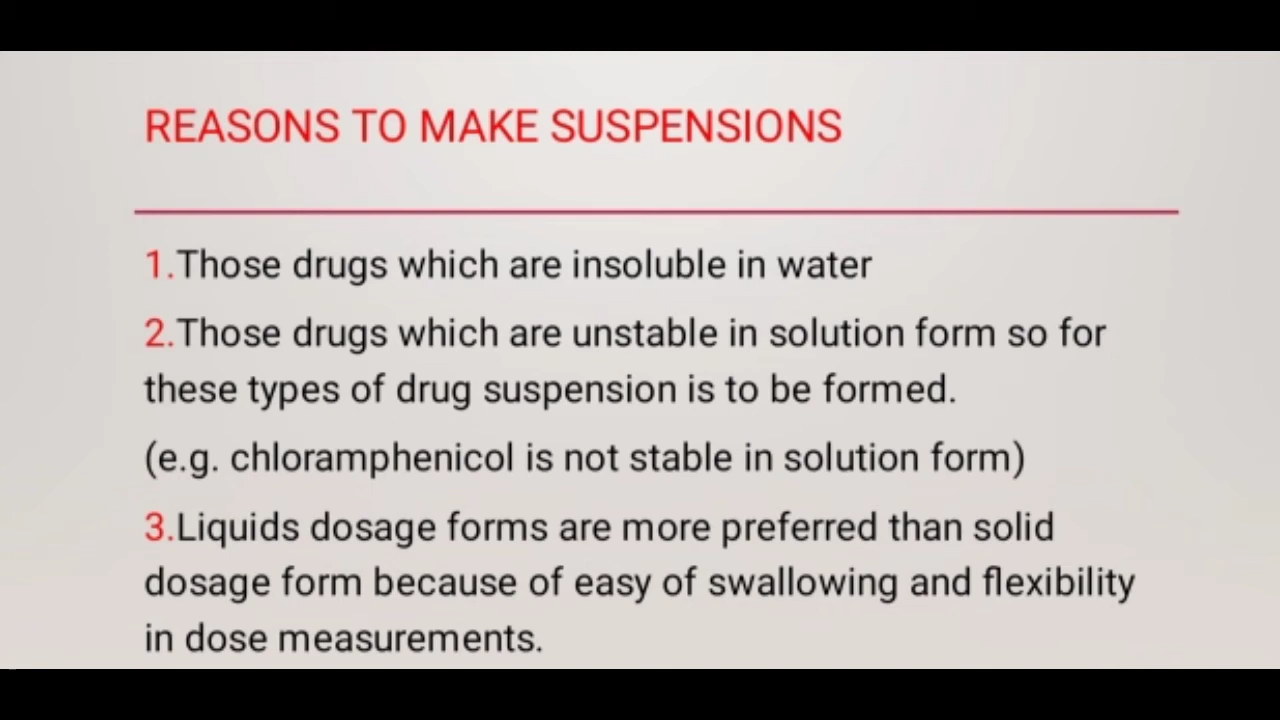 REASONS TO MAKE SUSPENSIONS
1.Those drugs which are insoluble in water
2.Those drugs which are unstable in solution form so for
these types of drug suspension is to be formed.
(e.g. chloramphenicol is not stable in solution form)
3.Liquids dosage forms are more preferred than solid
dosage form because of easy of swallowing and flexibility
in dose measurements.